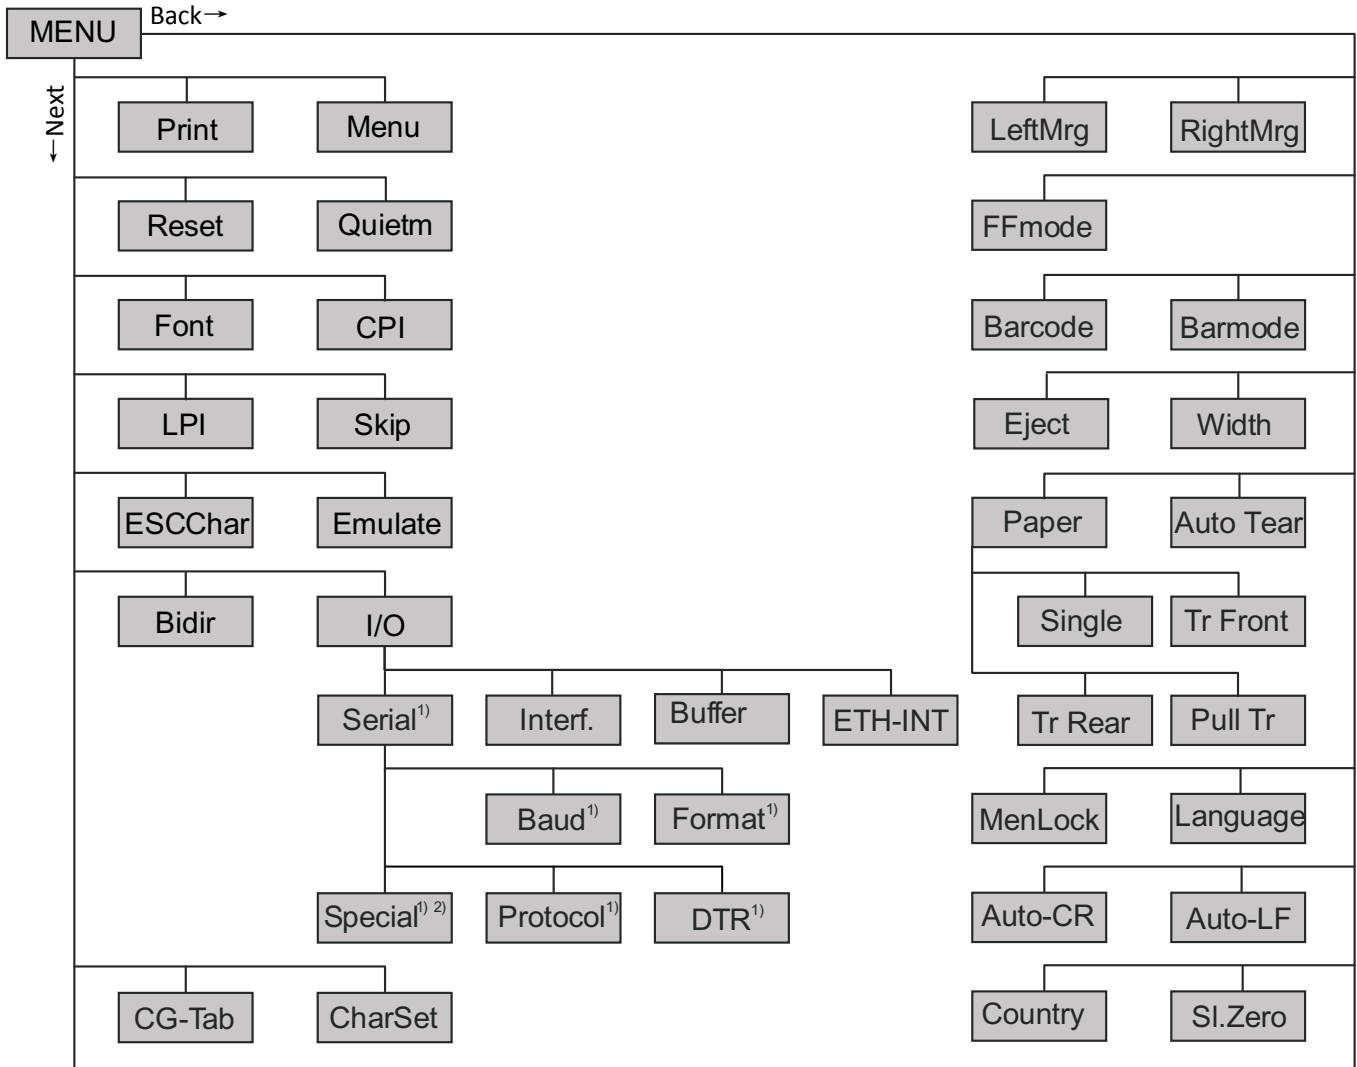 MENU
Back→
←Next
Print
Menu
LeftMrg
RightMrg
Reset
Quietm
FFmode
Font
CPI
Barcode
Barmode
LPI
Skip
Eject
Width
ESCChar
Emulate
Paper
Auto Tear
Bidir
I/O
Single
Tr Front
Serial1)
Interf.
Buffer
ETH-INT
Tr Rear
Pull Tr
Baud1)
Format1)
MenLock
Language
Special1) 2)
Protocol1)
DTR1)
Auto-CR
Auto-LF
CG-Tab
CharSet
Country
Sl.Zero